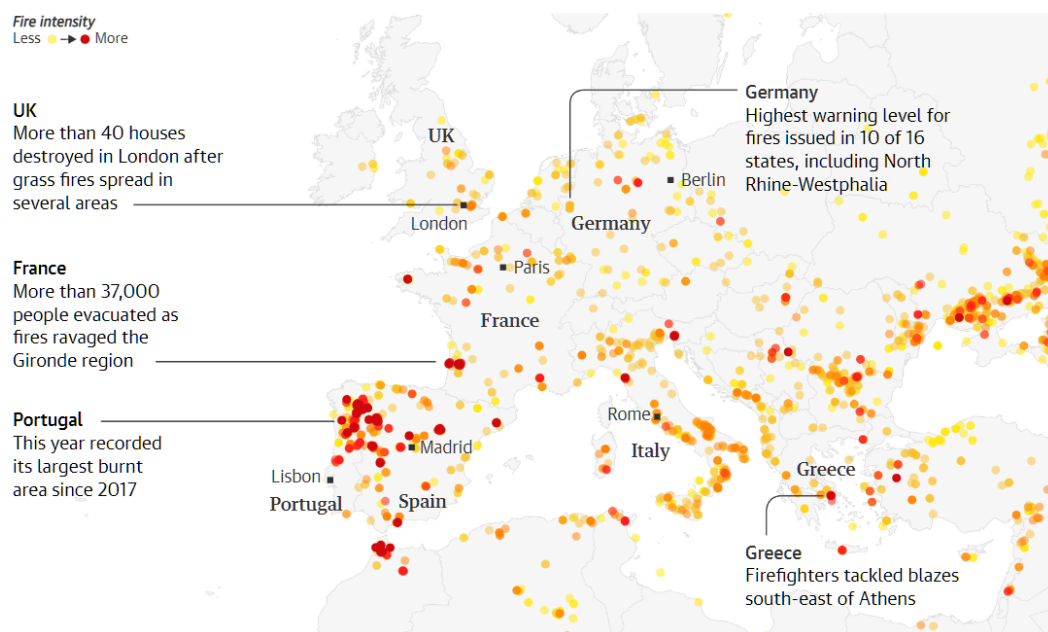 Fire intensity
Less More
UK
More than 40 houses
destroyed in London after
grass fires spread in
several areas
France
More than 37,000
people evacuated as
fires ravaged the
Gironde region
Portugal
This year recorded
its largest burnt
area since 2017
Germany
Highest warning level for
fires issued in 10 of 16
states, including North
Rhine-Westphalia
UK
London
Berlin
Germany
Paris
France
Rome
Italy
Madrid
Lisbon
Portugal
Spain
Greece
Greece
Firefighters tackled blazes
south-east of Athens